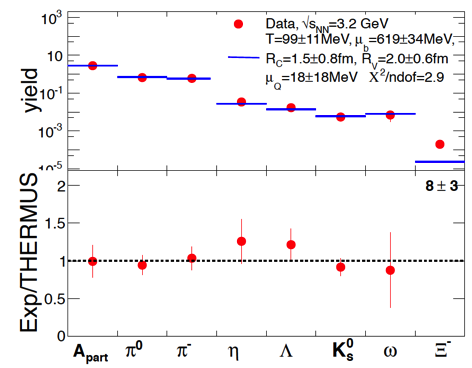 10³
10
10⁻¹
10⁻³
10⁻⁵
yield
Data, √s_NN=3.2 GeV
T=99±11MeV, μ_b=619±34MeV,
R_C=1.5±0.8fm, R_V=2.0±0.6fm
μ_Q=18±18MeV X²/ndof=2.9
Exp/THERMUS
2
1.5
1
0.5
0
8 ± 3
A_part π⁰ π⁻ η Λ K_s⁰ ω Ξ⁻